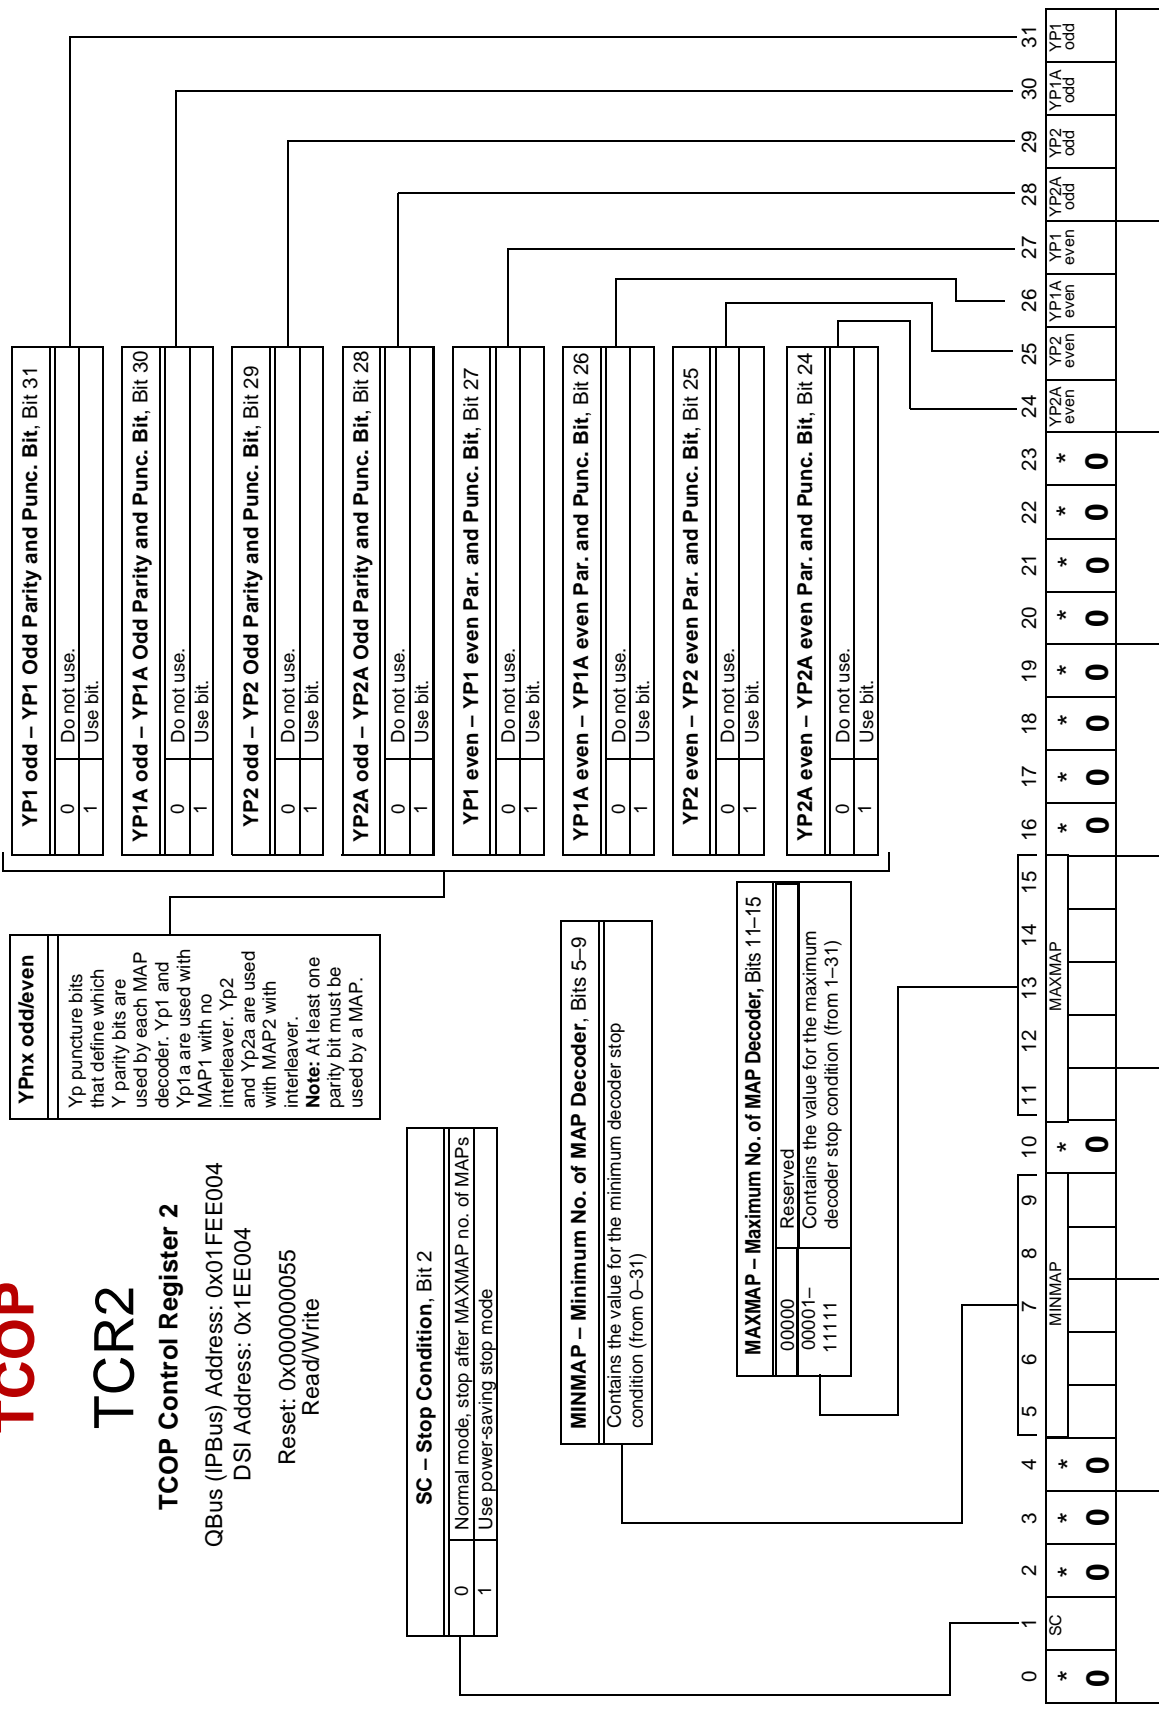 TCOP
TCR2
TCOP Control Register 2
QBus (IPBus) Address: 0x01FEE004
DSI Address: 0x1EE004
Reset: 0x000000055
Read/Write
YPnx odd/even
Yp puncture bits
that define which
Y parity bits are
used by each MAP
decoder. Yp1 and
Yp1a are used with
MAP1 with no
interleaver. Yp2
and Yp2a are used
with MAP2 with
interleaver.
Note: At least one
parity bit must be
used by a MAP.
YP1 odd – YP1 Odd Parity and Punc. Bit, Bit 31
0 Do not use.
1 Use bit.
YP1A odd – YP1A Odd Parity and Punc. Bit, Bit 30
0 Do not use.
1 Use bit.
YP2 odd – YP2 Odd Parity and Punc. Bit, Bit 29
0 Do not use.
1 Use bit.
YP2A odd – YP2A Odd Parity and Punc. Bit, Bit 28
0 Do not use.
1 Use bit.
YP1 even – YP1 even Par. and Punc. Bit, Bit 27
0 Do not use.
1 Use bit.
YP1A even – YP1A even Par. and Punc. Bit, Bit 26
0 Do not use.
1 Use bit.
YP2 even – YP2 even Par. and Punc. Bit, Bit 25
0 Do not use.
1 Use bit.
YP2A even – YP2A even Par. and Punc. Bit, Bit 24
0 Do not use.
1 Use bit.
SC – Stop Condition, Bit 2
0 Normal mode, stop after MAXMAP no. of MAPs
1 Use power-saving stop mode
MINMAP – Minimum No. of MAP Decoder, Bits 5–9
Contains the value for the minimum decoder stop
condition (from 0–31)
MAXMAP – Maximum No. of MAP Decoder, Bits 11–15
00000 Reserved
00001– Contains the value for the maximum
11111 decoder stop condition (from 1–31)
0 1 2 3 4 5 6 7 8 9 10 11 12 13 14 15 16 17 18 19 20 21 22 23 24 25 26 27 28 29 30 31
* SC * * * MINMAP * MAXMAP * * * * * * * * YP2A YP2 YP1A YP1 YP2A YP2 YP1A YP1
even even even even odd odd odd odd
0 0 0 0 0 0 0 0 0 0 0 0 0